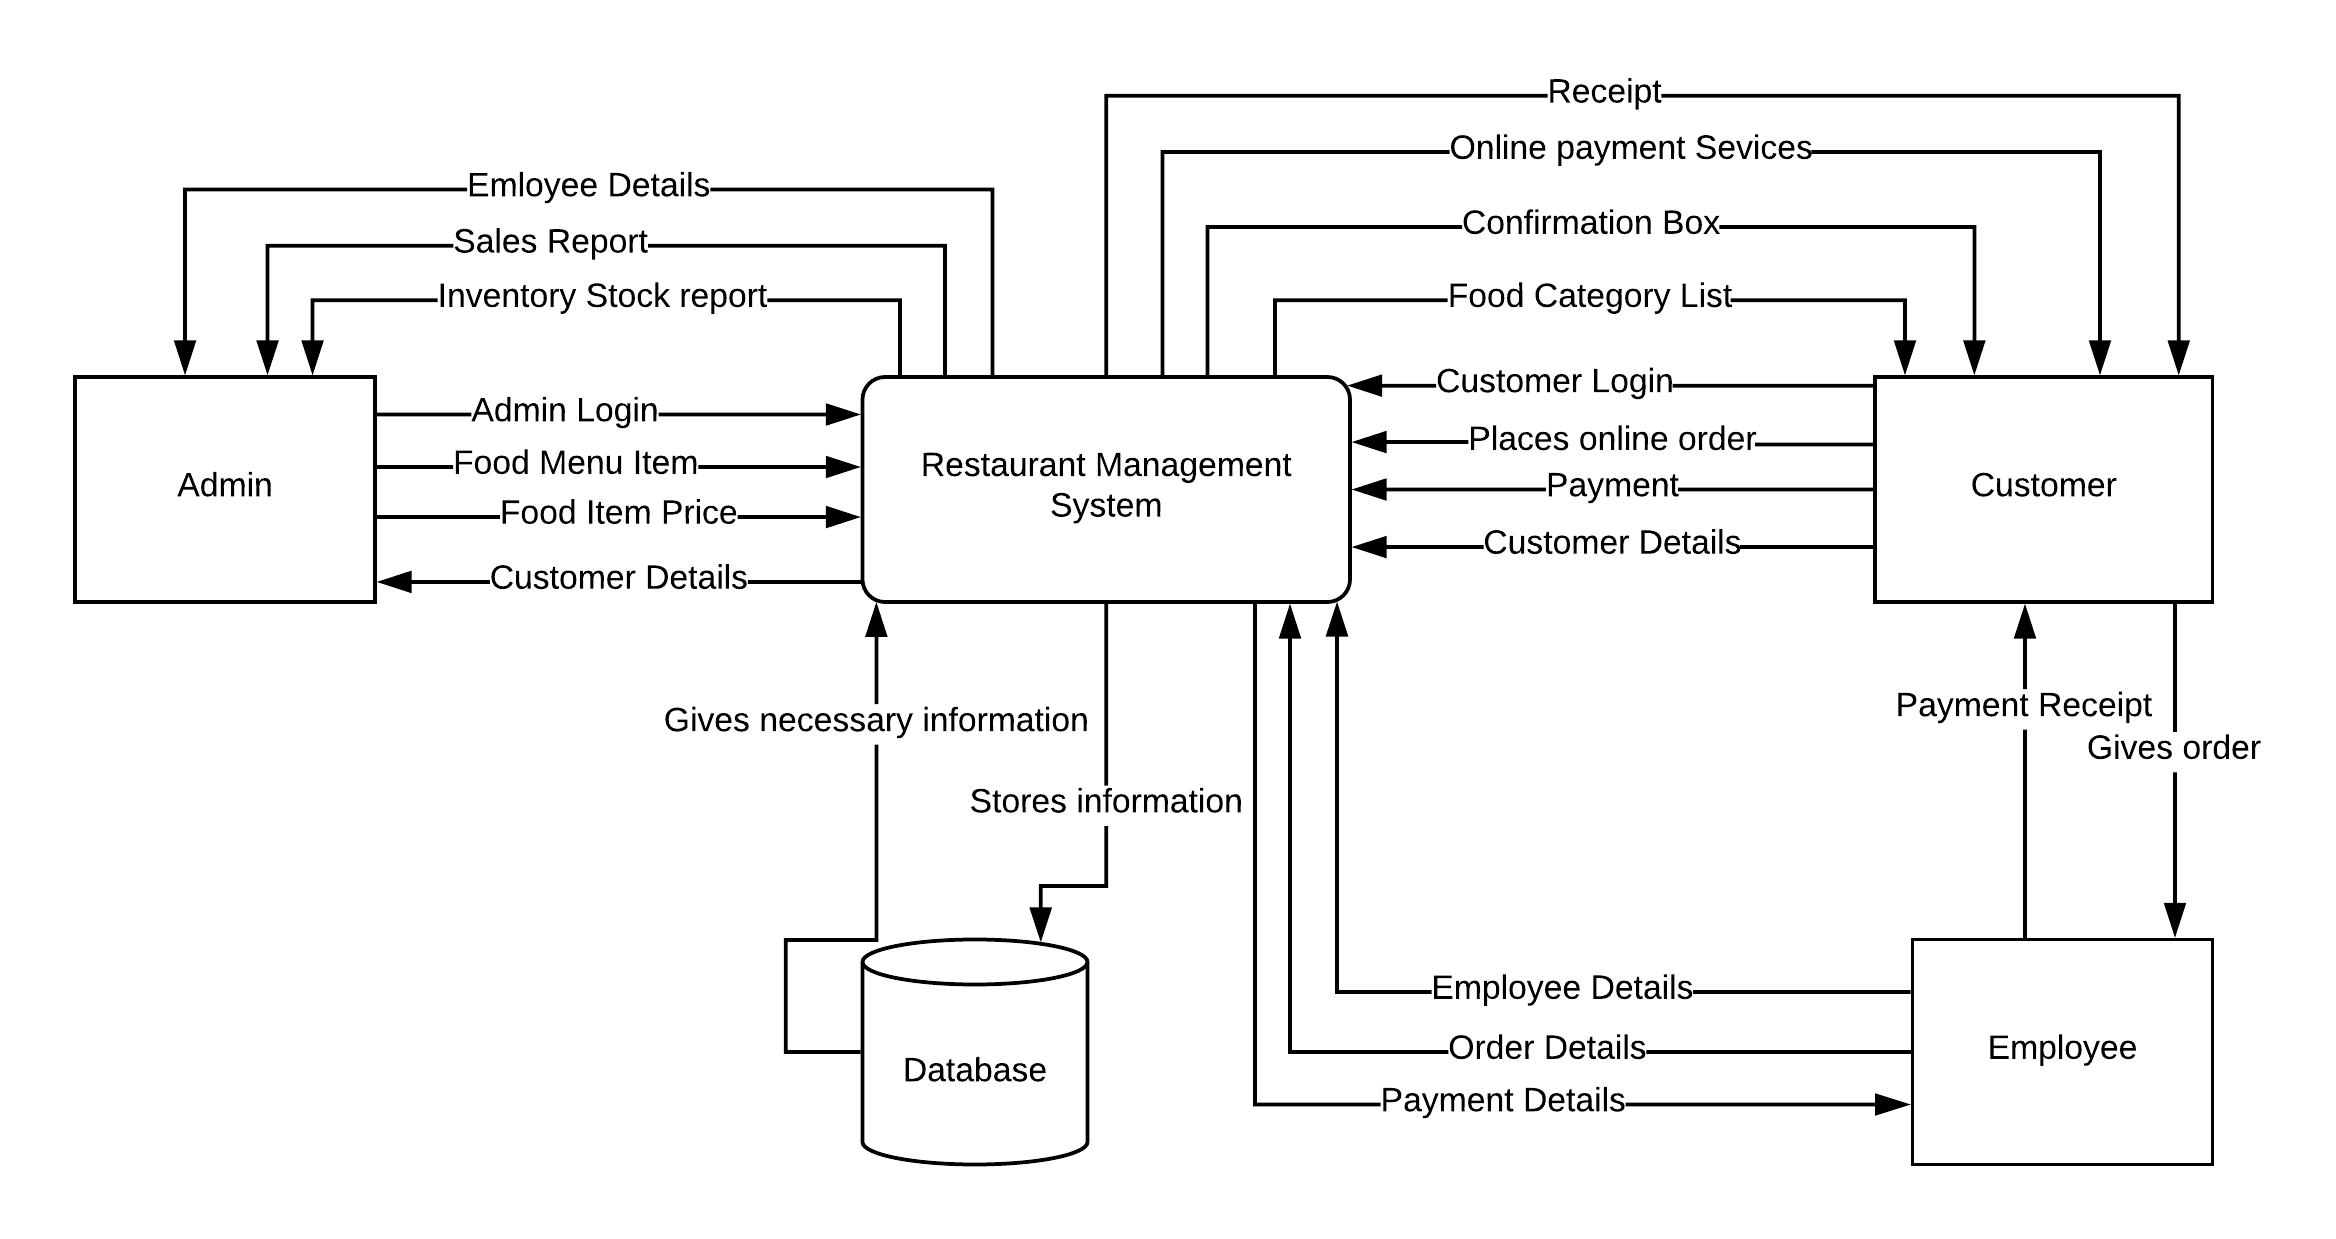 Receipt
Online payment Sevices
Emloyee Details
Confirmation Box
Sales Report
Inventory Stock report
Food Category List
Customer Login
Admin Login
Places online order
Food Menu Item
Restaurant Management
System
Admin
Payment
Customer
Food Item Price
Customer Details
Customer Details
Payment Receipt
Gives necessary information
Gives order
Stores information
Employee Details
Order Details
Employee
Database
Payment Details